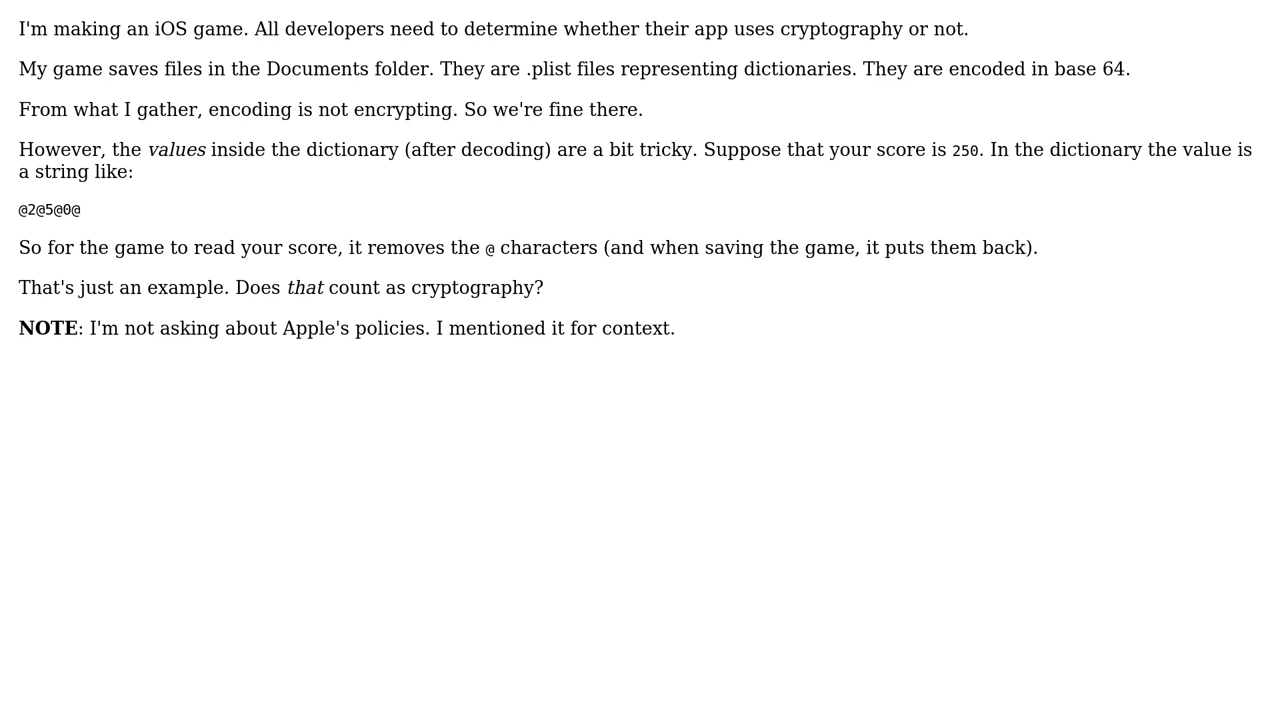 I'm making an iOS game. All developers need to determine whether their app uses cryptography or not.
My game saves files in the Documents folder. They are .plist files representing dictionaries. They are encoded in base 64.
From what I gather, encoding is not encrypting. So we're fine there.
However, the values inside the dictionary (after decoding) are a bit tricky. Suppose that your score is 250. In the dictionary the value is
a string like:
@2@5@0@
So for the game to read your score, it removes the @ characters (and when saving the game, it puts them back).
That's just an example. Does that count as cryptography?
NOTE: I'm not asking about Apple's policies. I mentioned it for context.